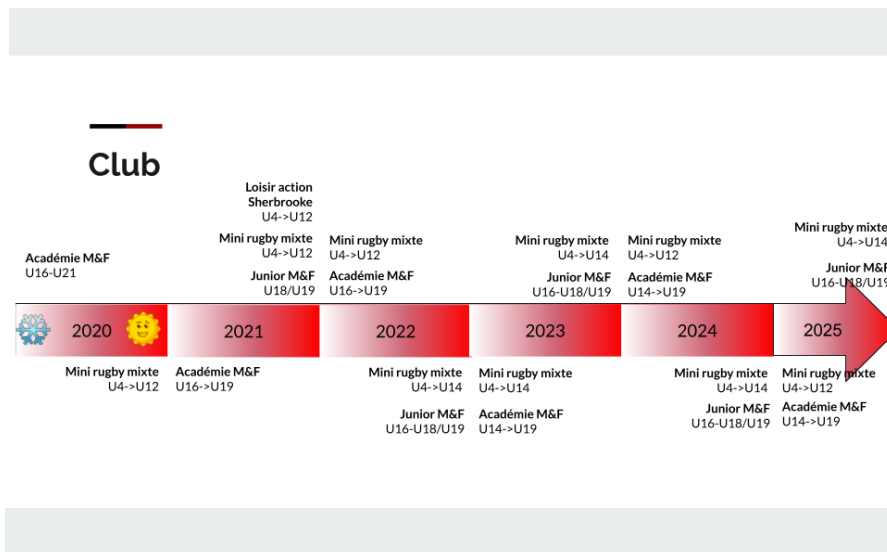 Club
Académie M&F
U16-U21
Loisir action
Sherbrooke
U4->U12
Mini rugby mixte
U4->U12
Junior M&F
U18/U19
Mini rugby mixte
U4->U12
Académie M&F
U16->U19
Mini rugby mixte
U4->U14
Junior M&F
U16-U18/U19
Mini rugby mixte
U4->U12
Académie M&F
U14->U19
Mini rugby mixte
U4->U14
Junior M&F
U16-U18/U19
2020
2021
2022
2023
2024
2025
Mini rugby mixte
U4->U12
Académie M&F
U16->U19
Mini rugby mixte
U4->U14
Junior M&F
U16-U18/U19
Mini rugby mixte
U4->U14
Académie M&F
U14->U19
Mini rugby mixte
U4->U14
Junior M&F
U16-U18/U19
Mini rugby mixte
U4->U12
Académie M&F
U14->U19